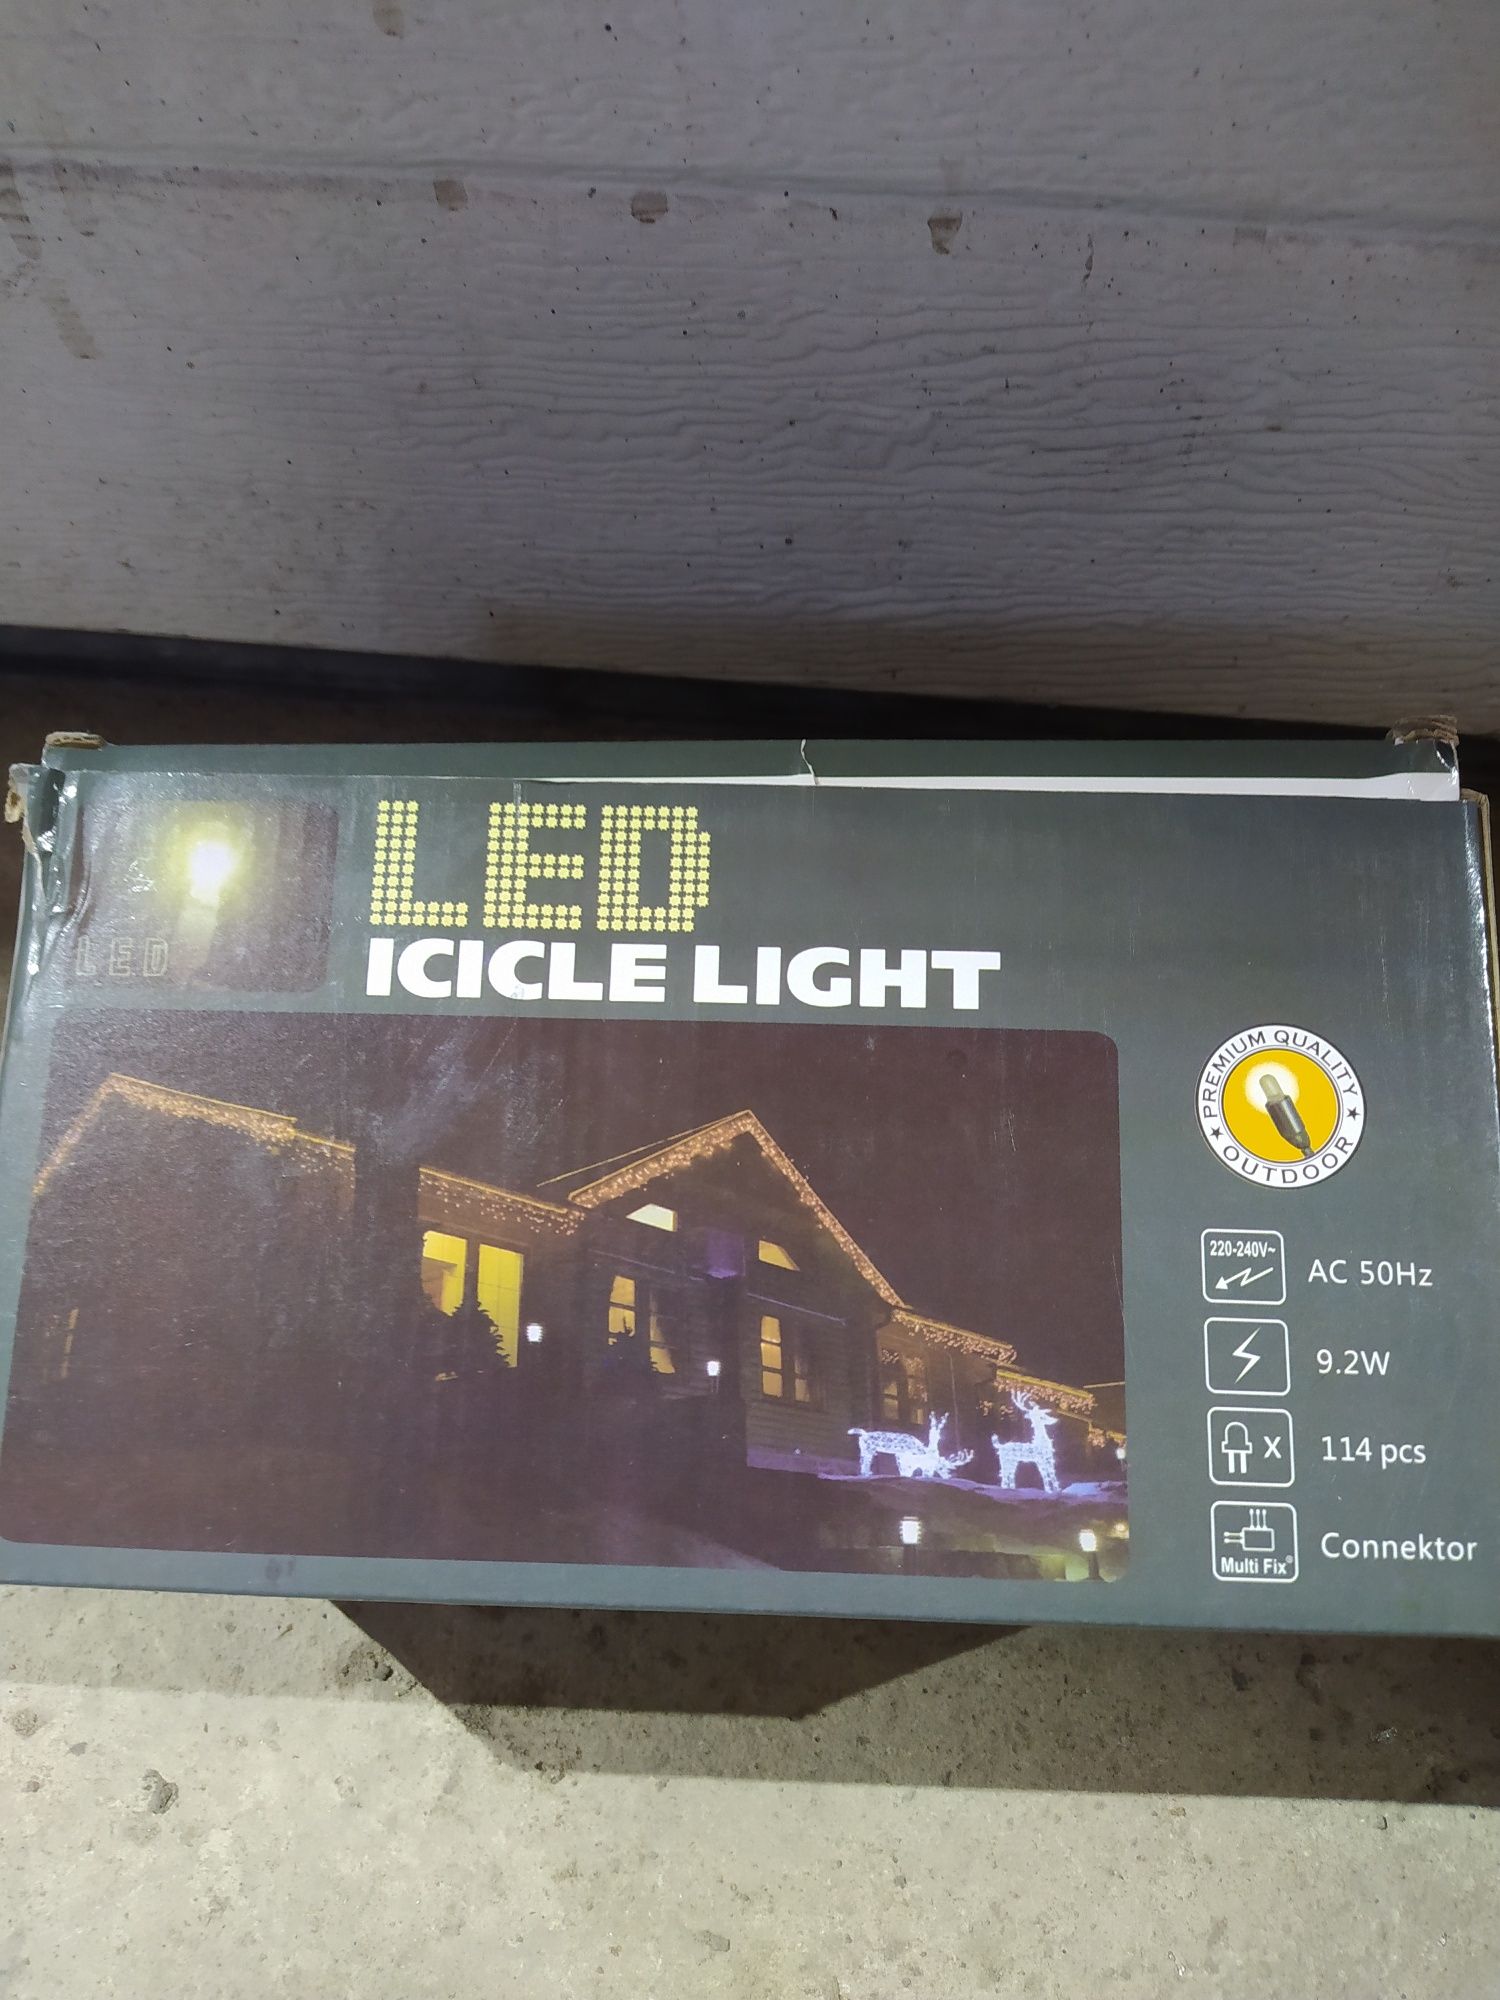 LED
LED
ICICLE LIGHT
PREMIUM QUALITY
★ OUTDOOR ★
220-240V~
AC 50Hz
9.2W
X 114 pcs
Multi Fix®
Connektor